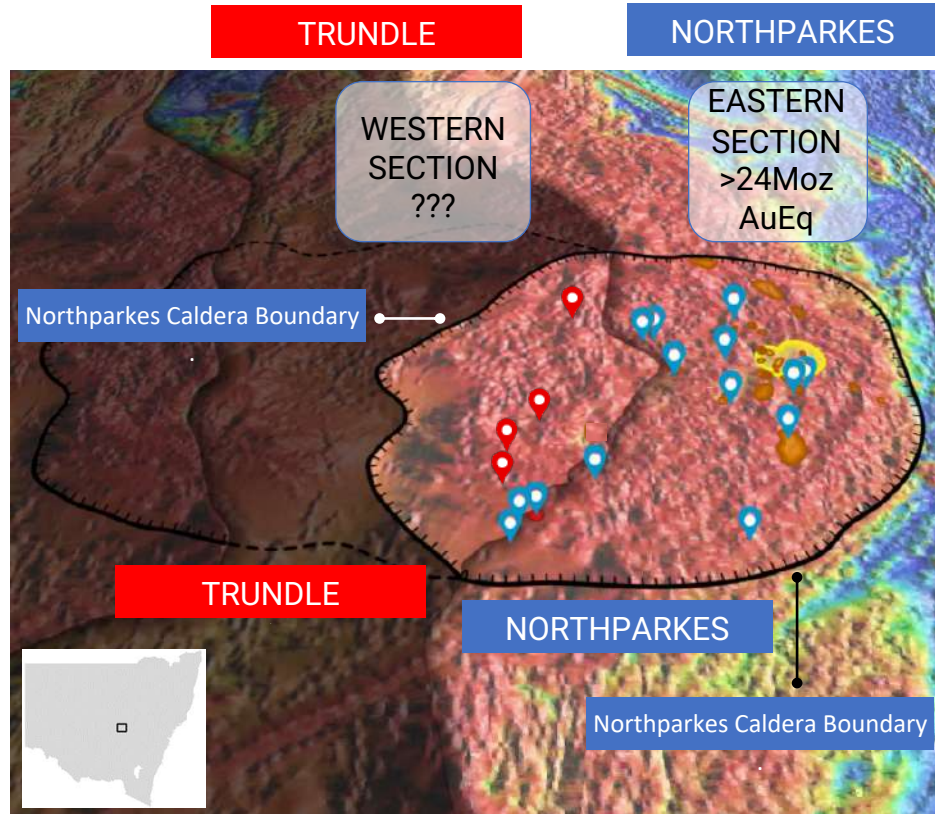 TRUNDLE
NORTHPARKES
WESTERN
SECTION
???
EASTERN
SECTION
>24Moz
AuEq
Northparkes Caldera Boundary
TRUNDLE
NORTHPARKES
Northparkes Caldera Boundary